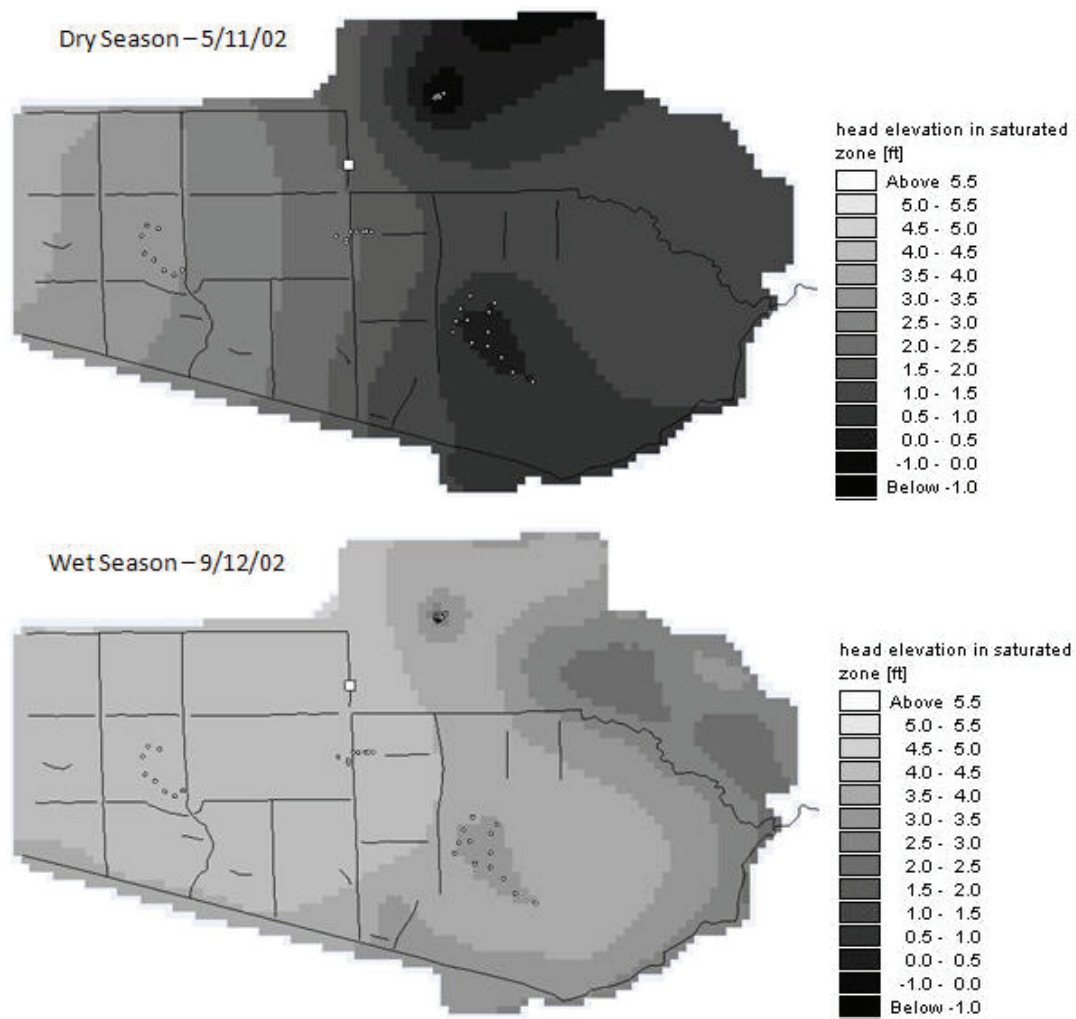 Dry Season – 5/11/02
head elevation in saturated
zone [ft]
Above 5.5
5.0 - 5.5
4.5 - 5.0
4.0 - 4.5
3.5 - 4.0
3.0 - 3.5
2.5 - 3.0
2.0 - 2.5
1.5 - 2.0
1.0 - 1.5
0.5 - 1.0
0.0 - 0.5
-1.0 - 0.0
Below -1.0
Wet Season – 9/12/02
head elevation in saturated
zone [ft]
Above 5.5
5.0 - 5.5
4.5 - 5.0
4.0 - 4.5
3.5 - 4.0
3.0 - 3.5
2.5 - 3.0
2.0 - 2.5
1.5 - 2.0
1.0 - 1.5
0.5 - 1.0
0.0 - 0.5
-1.0 - 0.0
Below -1.0